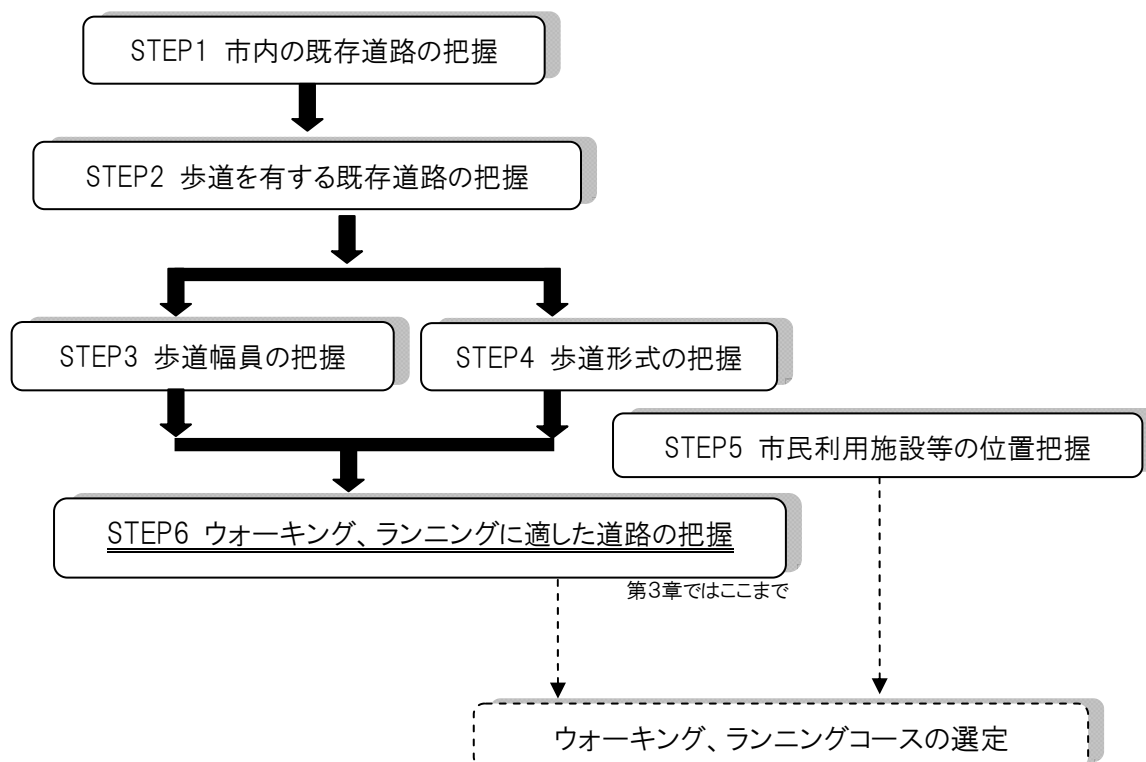 STEP1 市内の既存道路の把握
STEP2 歩道を有する既存道路の把握
STEP3 歩道幅員の把握
STEP4 歩道形式の把握
STEP5 市民利用施設等の位置把握
STEP6 ウォーキング、ランニングに適した道路の把握
第3章ではここまで
ウォーキング、ランニングコースの選定